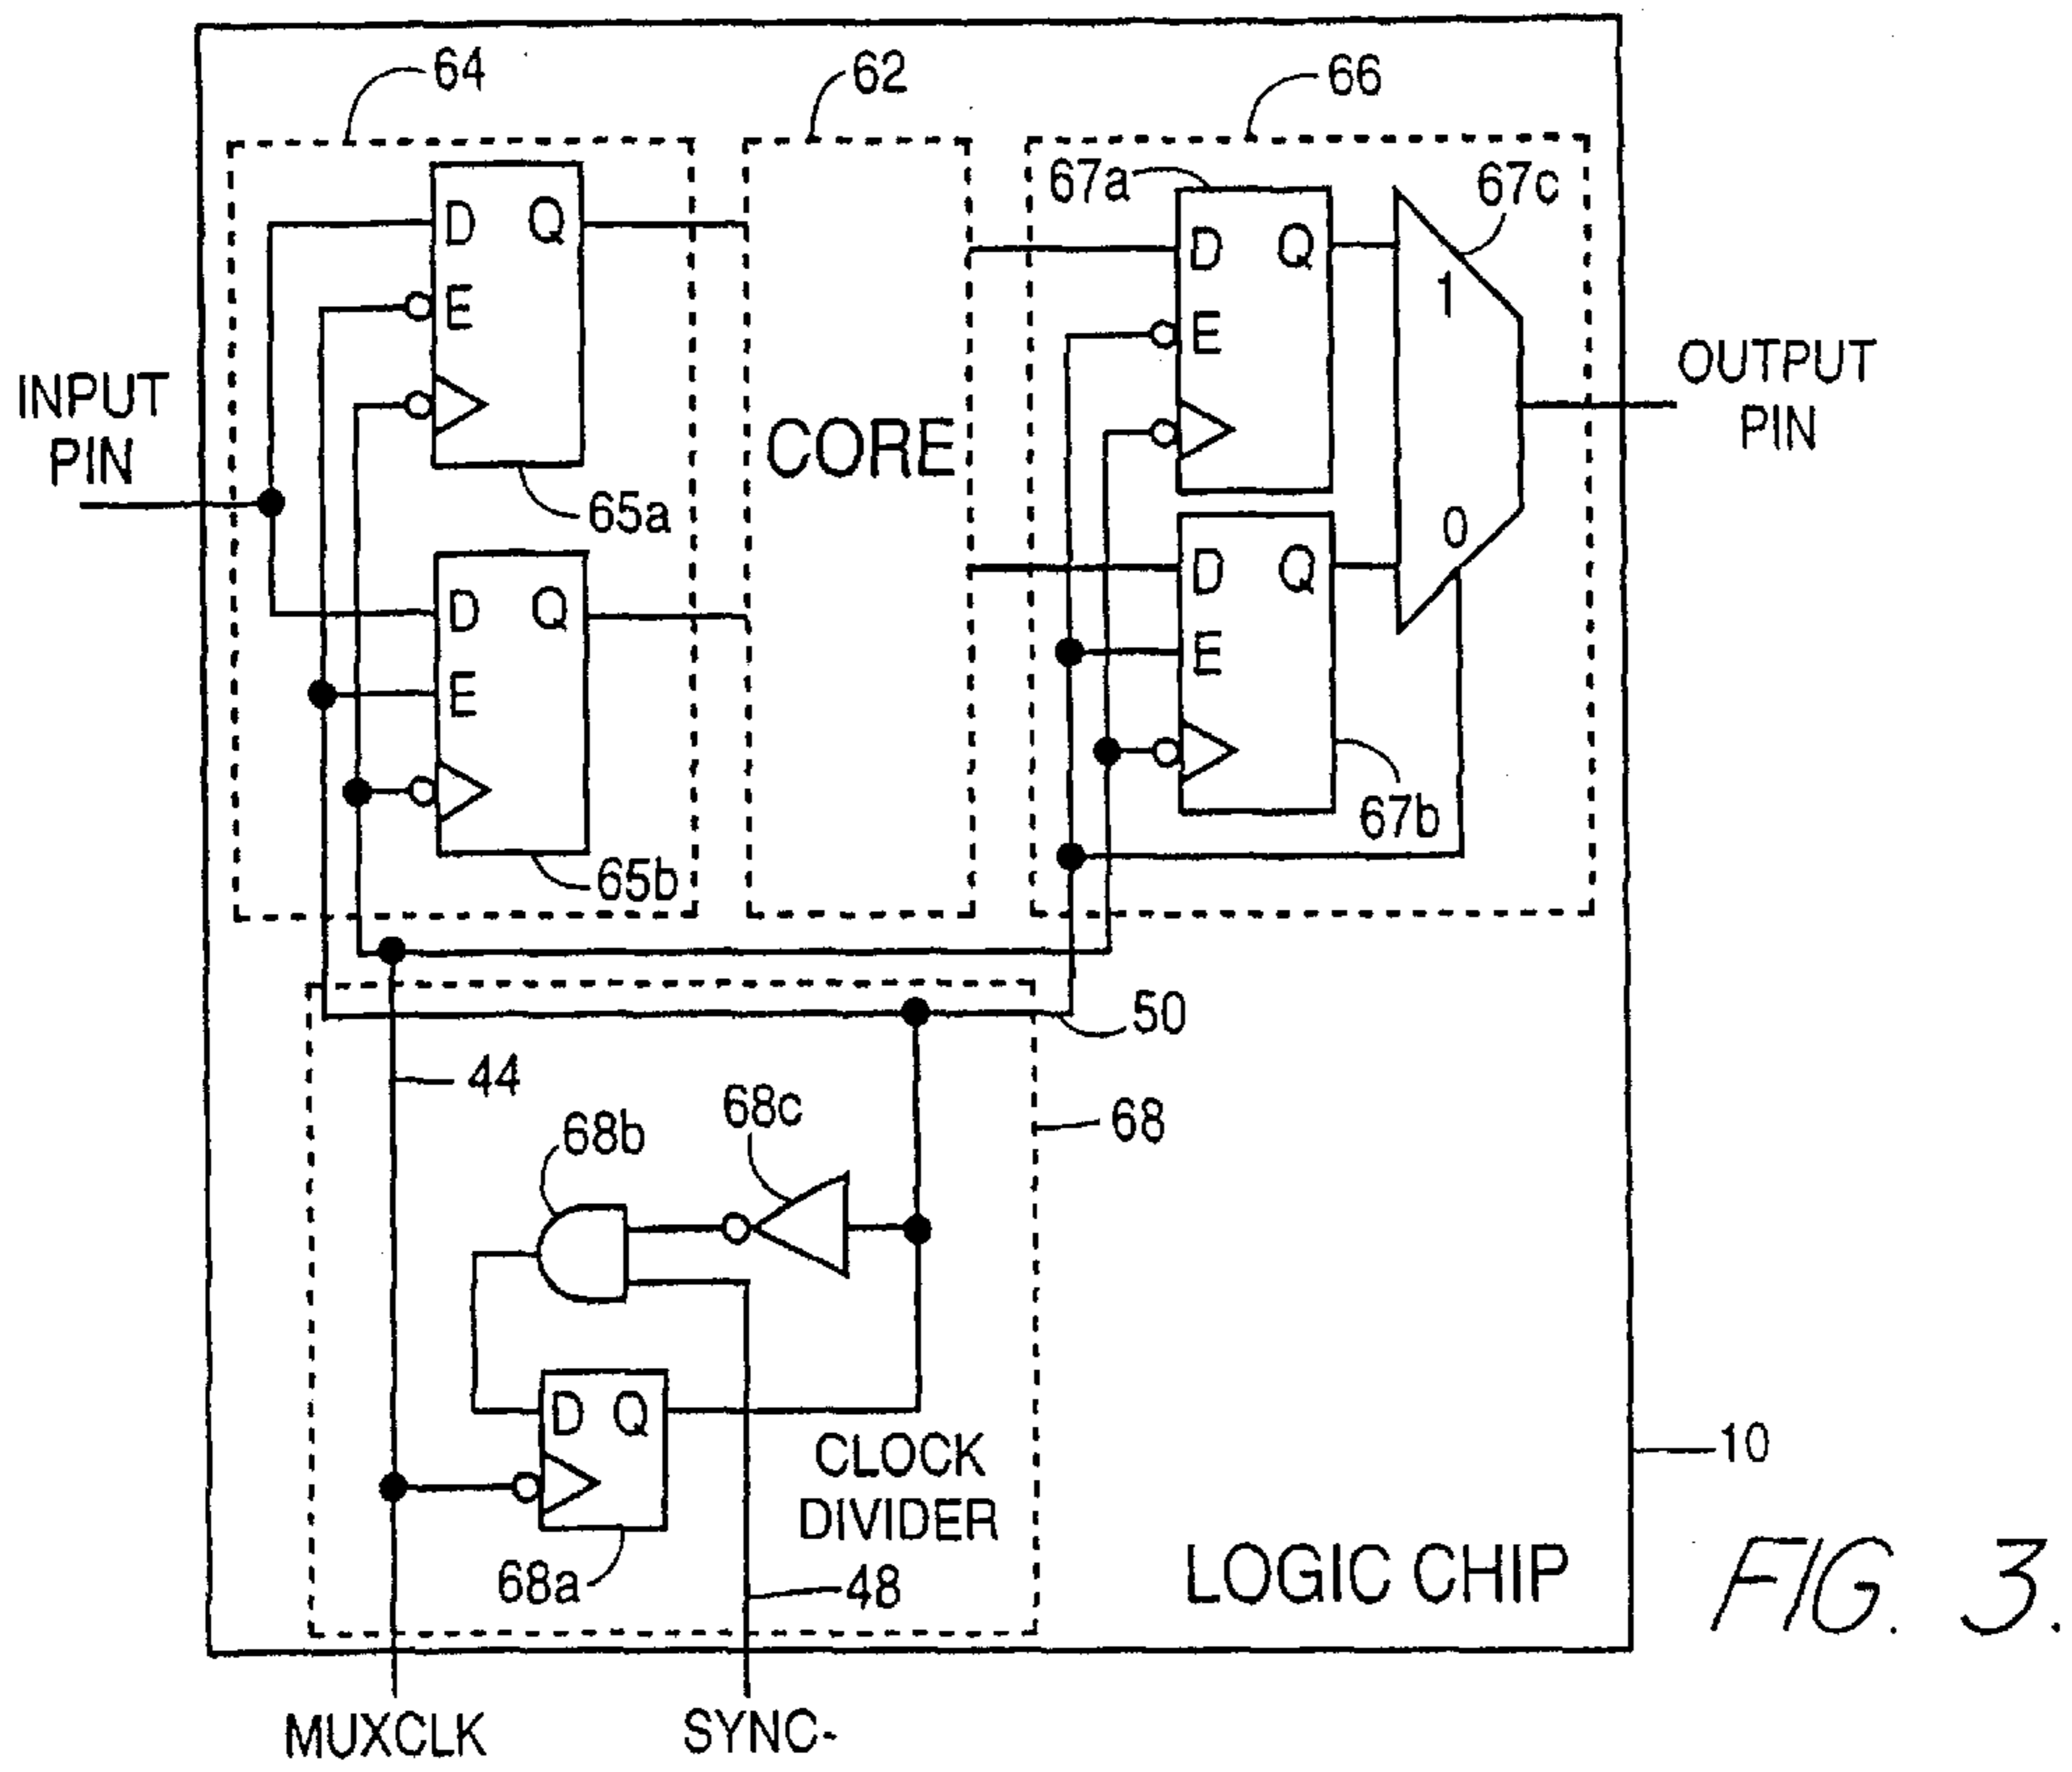 64
62
66
67a
67c
D Q
E
65a
D Q
E
65b
INPUT
PIN
CORE
D Q
E
1
D Q
E
0
67b
OUTPUT
PIN
50
44
68c
68b
68
D Q
68a
CLOCK
DIVIDER
48
10
LOGIC CHIP
MUXCLK
SYNC-
FIG. 3.